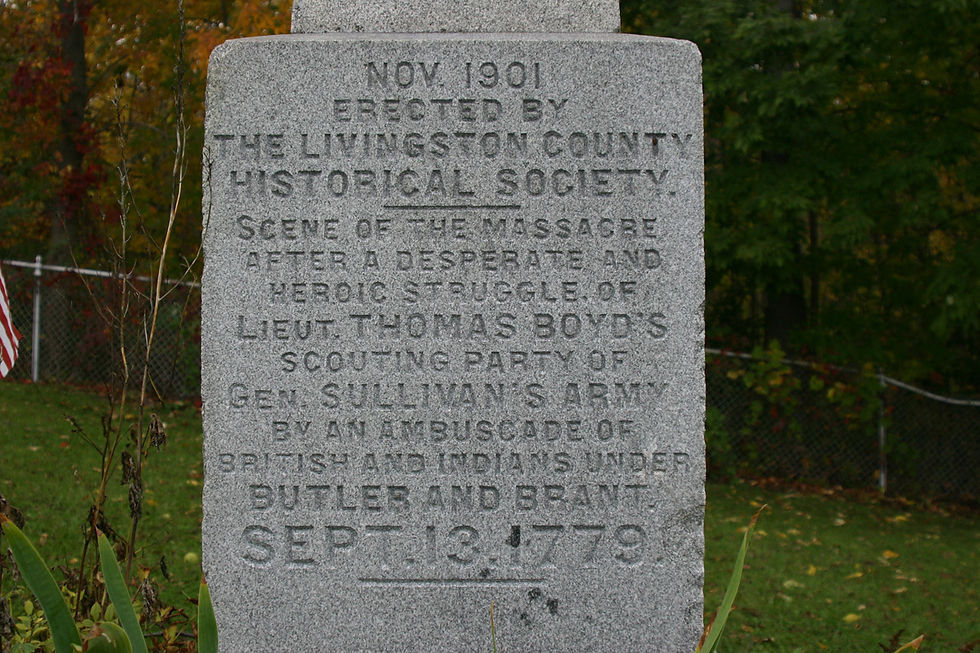 NOV. 1901
ERECTED BY
THE LIVINGSTON COUNTY
HISTORICAL SOCIETY.
SCENE OF THE MASSACRE
AFTER A DESPERATE AND
HEROIC STRUGGLE. OF
LIEUT. THOMAS BOYD'S
SCOUTING PARTY OF
GEN. SULLIVAN'S ARMY
BY AN AMBUSCADE OF
BRITISH AND INDIANS UNDER
BUTLER AND BRANT.
SEPT. 13. 1779.